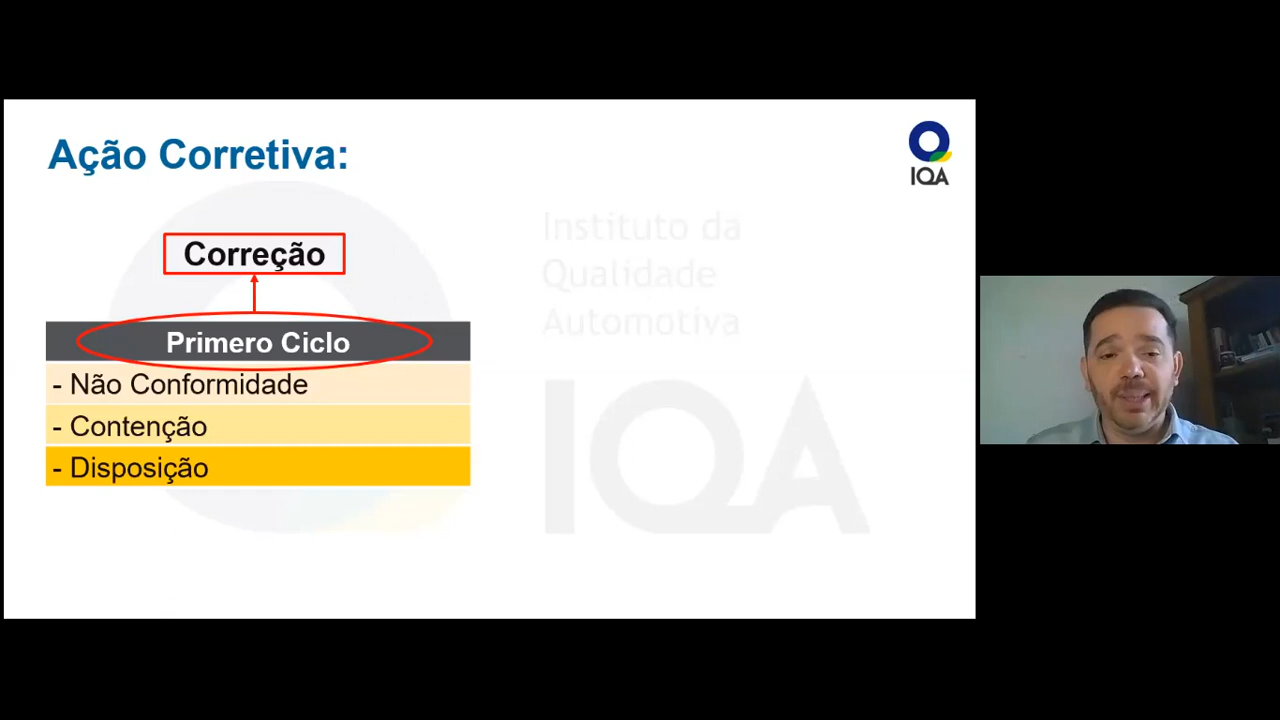 Ação Corretiva:
IQA
Correção
Primero Ciclo
- Não Conformidade
- Contenção
- Disposição
Instituto da
Qualidade
Automotiva
IQA